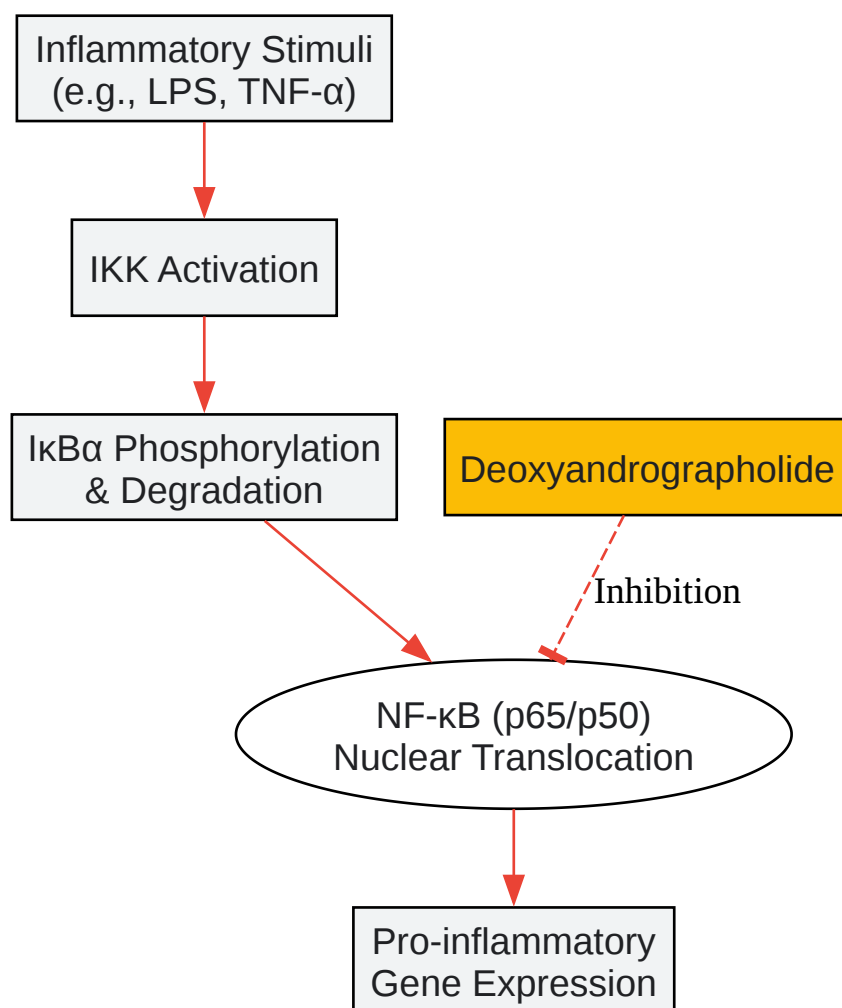 Inflammatory Stimuli
(e.g., LPS, TNF-α)
IKK Activation
IκBα Phosphorylation
& Degradation
Deoxyandrographolide
Inhibition
NF-κB (p65/p50)
Nuclear Translocation
Pro-inflammatory
Gene Expression